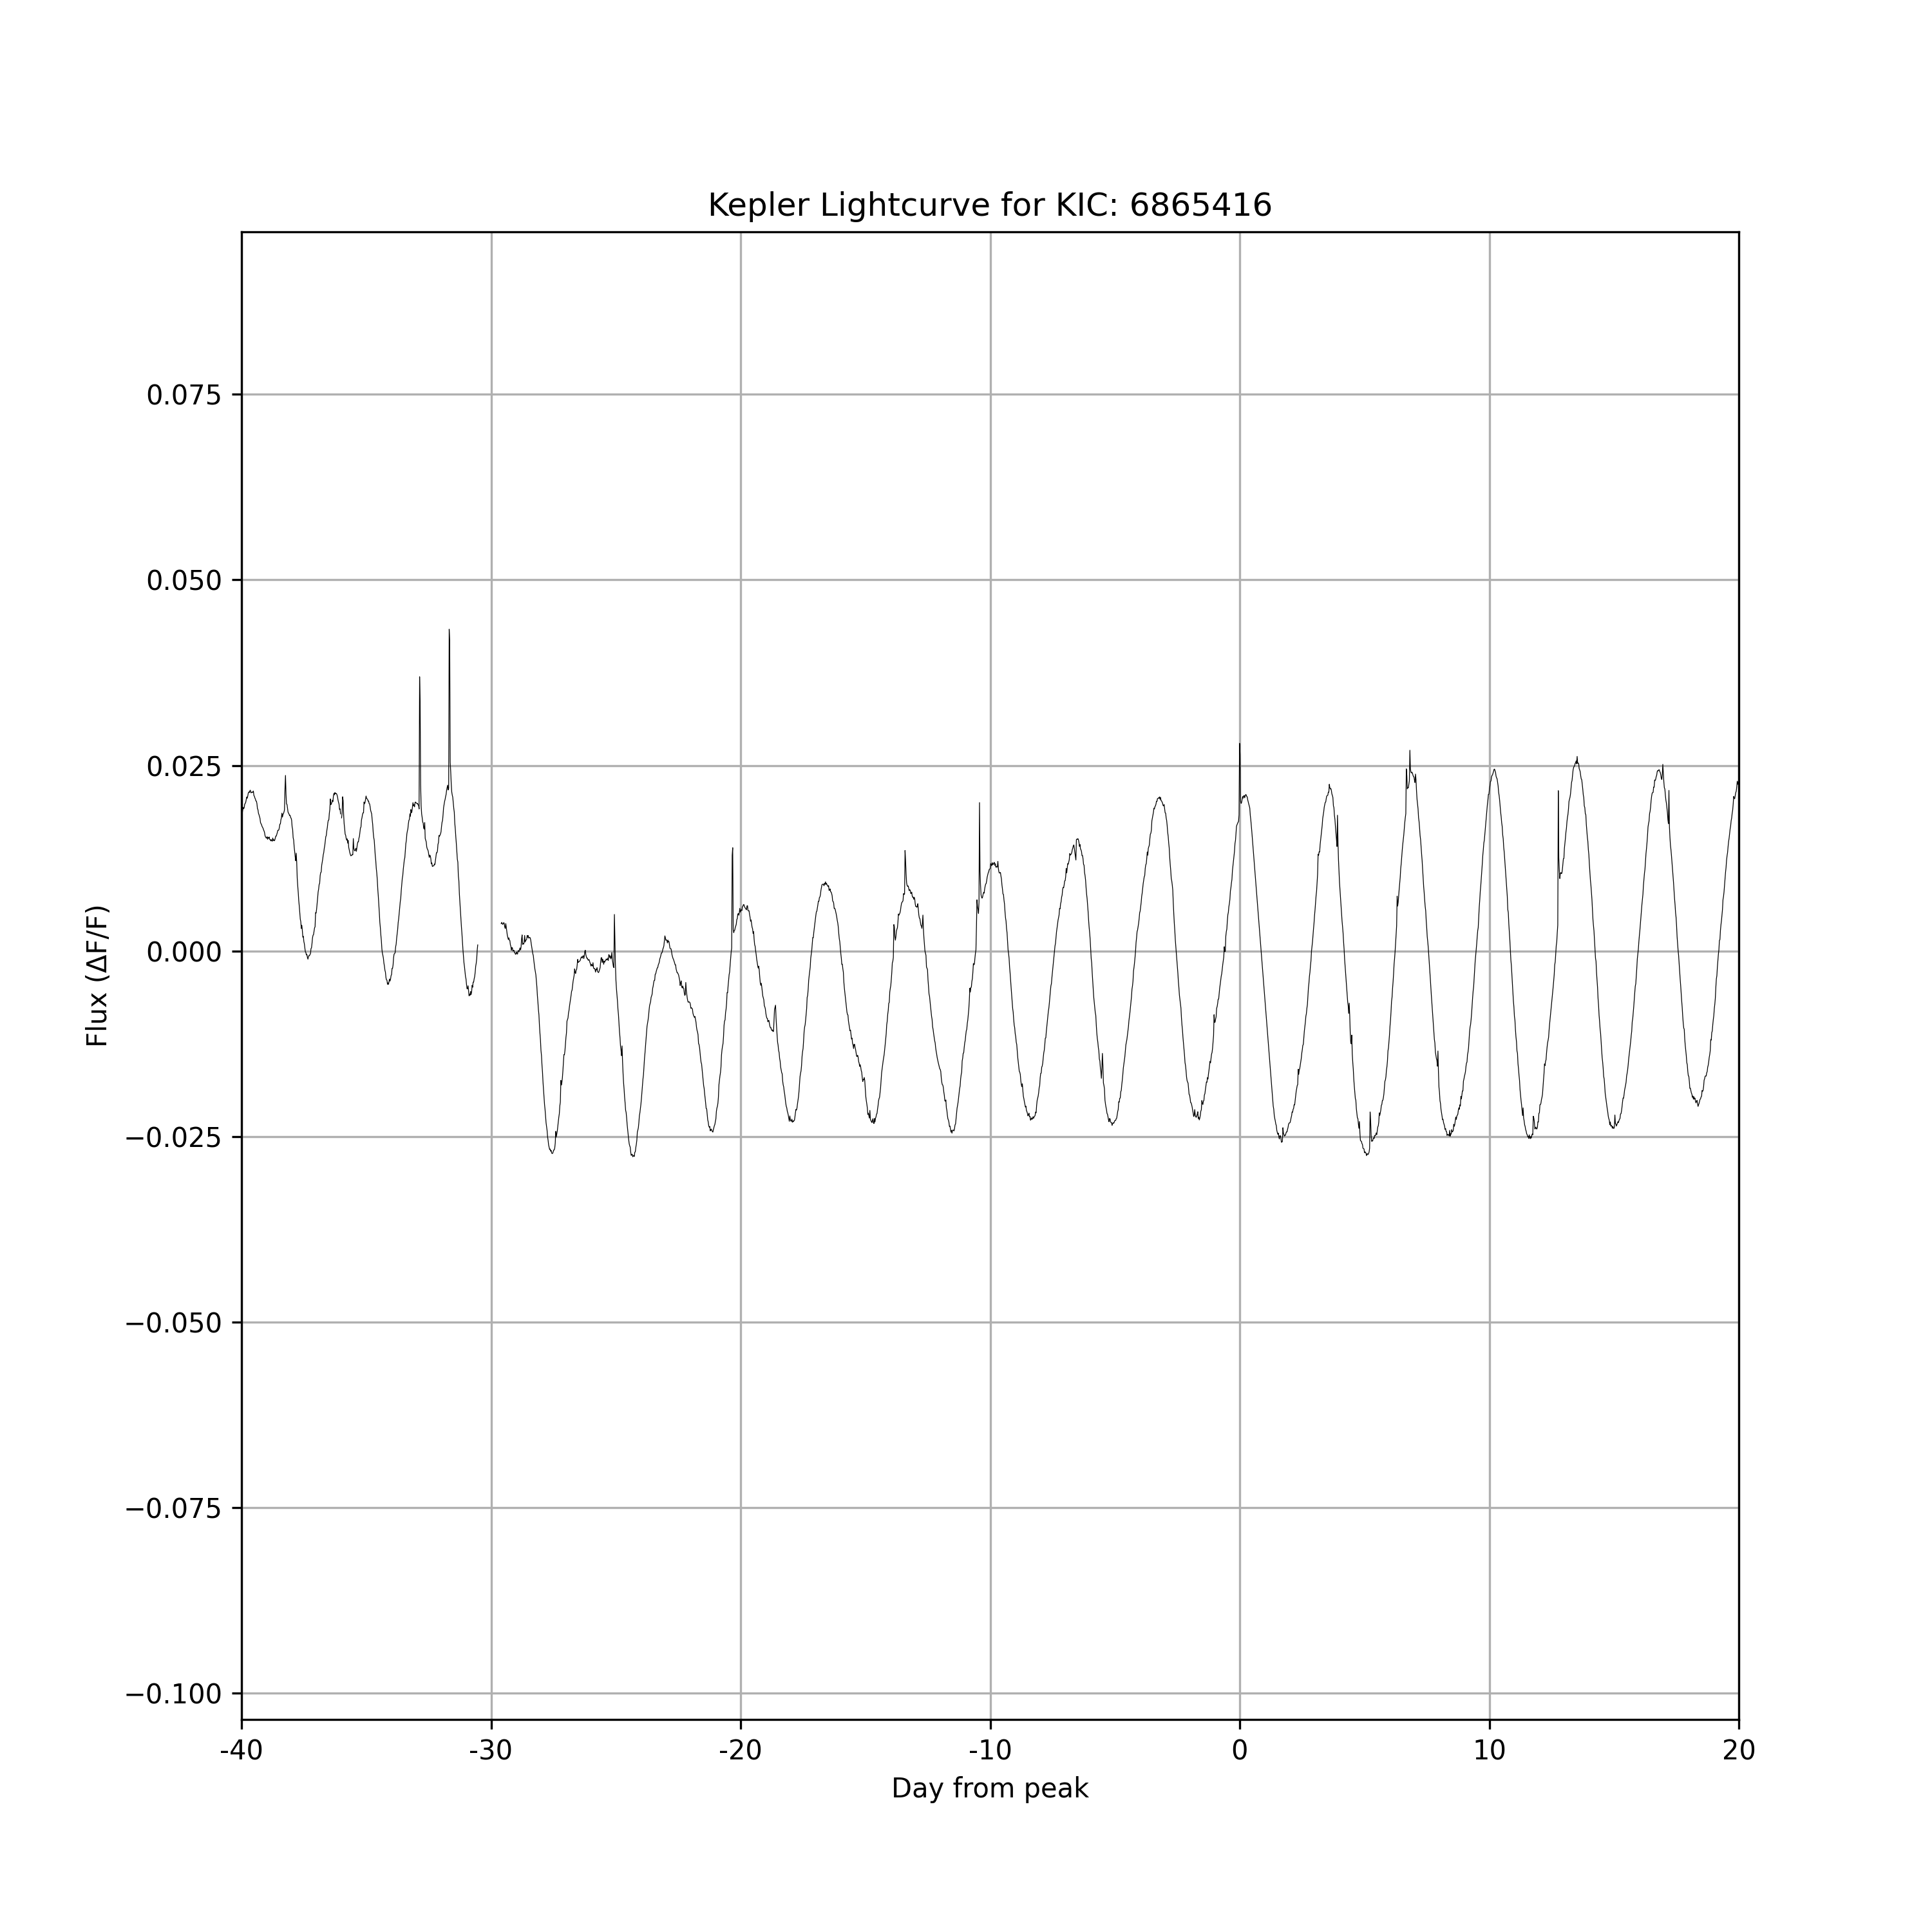 Kepler Lightcurve for KIC: 6865416
0.075
0.050
0.025
0.000
−0.025
−0.050
−0.075
−0.100
Flux (ΔF/F)
-40 -30 -20 -10 0 10 20
Day from peak